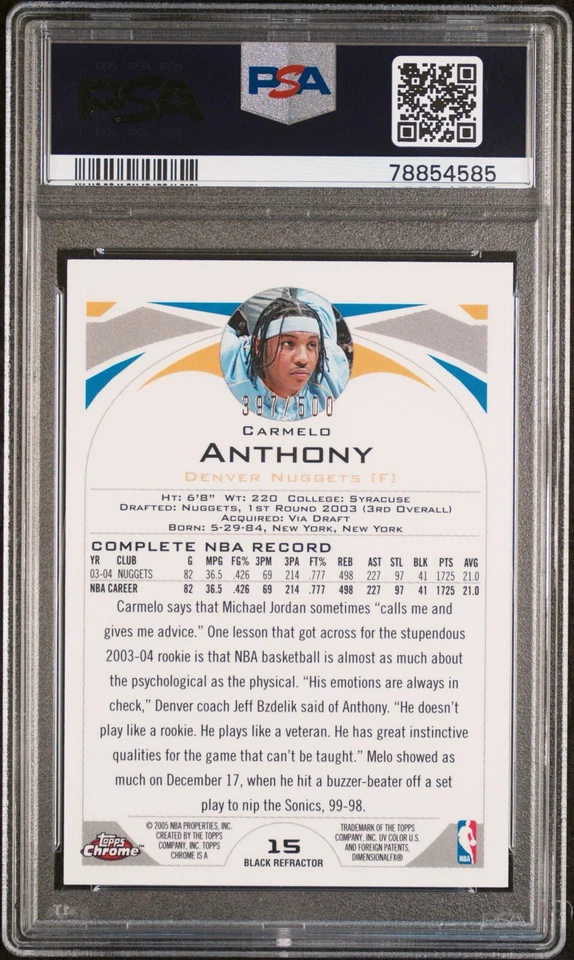 PSA
PSA
78854585
397/500
CARMELO
ANTHONY
DENVER NUGGETS [F]
HT: 6'8" WT: 220 COLLEGE: SYRACUSE
DRAFTED: NUGGETS, 1ST ROUND 2003 (3RD OVERALL)
ACQUIRED: VIA DRAFT
BORN: 5-29-84, NEW YORK, NEW YORK
COMPLETE NBA RECORD
YR CLUB G MPG FG% 3PM 3PA FT% REB AST STL BLK PTS AVG
03-04 NUGGETS 82 36.5 .426 69 214 .777 498 227 97 41 1725 21.0
NBA CAREER 82 36.5 .426 69 214 .777 498 227 97 41 1725 21.0
Carmelo says that Michael Jordan sometimes “calls me and
gives me advice.” One lesson that got across for the stupendous
2003-04 rookie is that NBA basketball is almost as much about
the psychological as the physical. “His emotions are always in
check,” Denver coach Jeff Bzdelik said of Anthony. “He doesn’t
play like a rookie. He plays like a veteran. He has great instinctive
qualities for the game that can’t be taught.” Melo showed as
much on December 17, when he hit a buzzer-beater off a set
play to nip the Sonics, 99-98.
Topps
Chrome™
© 2005 NBA PROPERTIES, INC.
CREATED BY THE TOPPS
COMPANY, INC. TOPPS
CHROME IS A
15
BLACK REFRACTOR
TRADEMARK OF THE TOPPS
COMPANY, INC. UV COLOR U.S.
AND FOREIGN PATENTS,
DIMENSIONALFX®
NBA